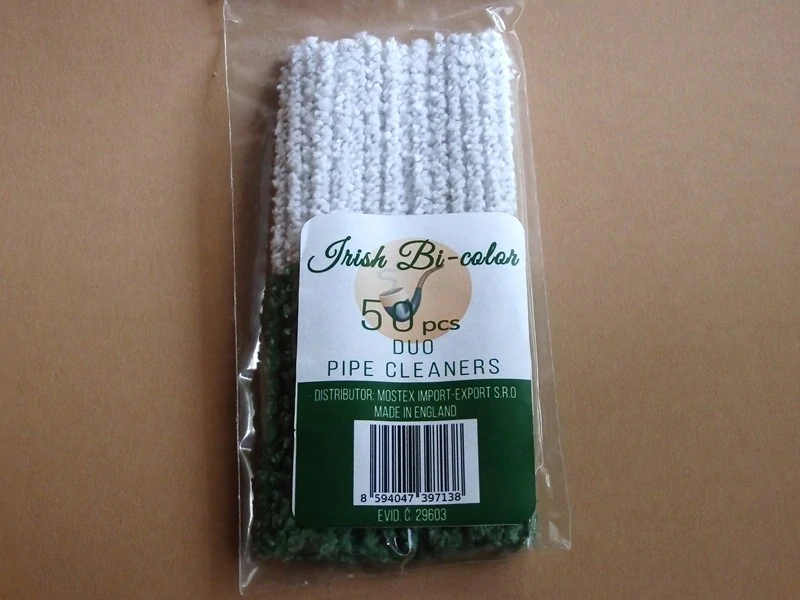 Irish Bi-color
50 pcs
DUO
PIPE CLEANERS
DISTRIBUTOR: MOSTEX IMPORT-EXPORT S.R.O
MADE IN ENGLAND
8 594047 397138
EVID. Č. 29603